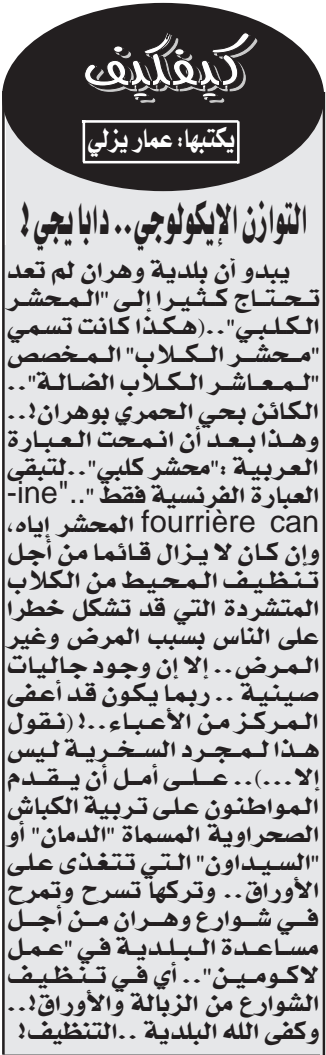 كيفكيف
يكتبها: عمار يزلي
التوازن الإيكولوجي.. دابا يجي!
يبدو أن بلدية وهران لم تعد
تحتاج كثيرا إلى "المحشر
الكلبي"..(هكذا كانت تسمي
"محشر الكلاب" المخصص
"لمعاشر الكلاب الضالة"..
الكائن بحي الحمري بوهران!..
وهذا بعد أن انمحت العبارة
العربية :"محشر كلبي"..لتبقى
العبارة الفرنسية فقط "..ine"-
fourrière can المحشر إياه،
وإن كان لا يزال قائما من أجل
تنظيف المحيط من الكلاب
المتشردة التي قد تشكل خطرا
على الناس بسبب المرض وغير
المرض.. إلا إن وجود جاليات
صينية .. ربما يكون قد أعفى
المركز من الأعباء..! (نقول
هذا لمجرد السخرية ليس
إلا...).. على أمل أن يقدم
المواطنون على تربية الكباش
الصحراوية المسماة "الدمان" أو
"السيداون" التي تتغذى على
الأوراق.. وتركها تسرح وتمرح
في شوارع وهران من أجل
مساعدة البلدية في "عمل
لاكومين".. أي في تنظيف
الشوارع من الزبالة والأوراق!..
وكفى الله البلدية ..التنظيف!